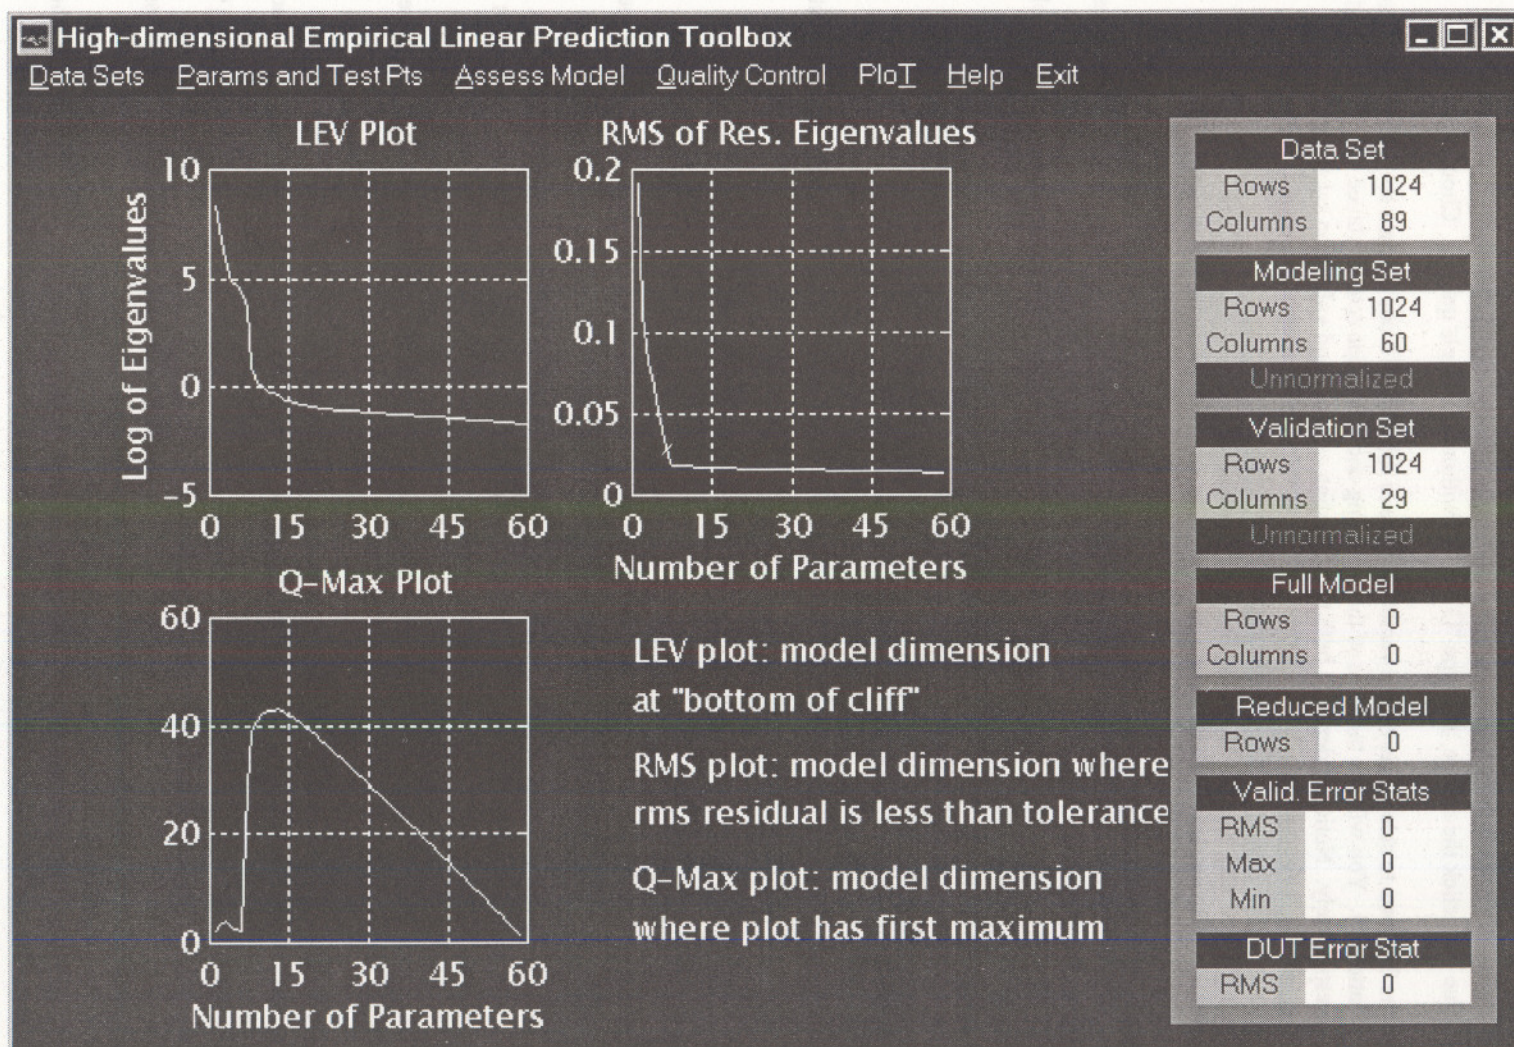 High-dimensional Empirical Linear Prediction Toolbox
Data Sets Params and Test Pts Assess Model Quality Control PloT Help Exit
LEV Plot
10
5
0
-5
Log of Eigenvalues
0 15 30 45 60
RMS of Res. Eigenvalues
0.2
0.15
0.1
0.05
0
0 15 30 45 60
Number of Parameters
Q-Max Plot
60
40
20
0
0 15 30 45 60
Number of Parameters
LEV plot: model dimension
at "bottom of cliff"
RMS plot: model dimension where
rms residual is less than tolerance
Q-Max plot: model dimension
where plot has first maximum
Data Set
Rows 1024
Columns 89
Modeling Set
Rows 1024
Columns 60
Unnormalized
Validation Set
Rows 1024
Columns 29
Unnormalized
Full Model
Rows 0
Columns 0
Reduced Model
Rows 0
Valid. Error Stats
RMS 0
Max 0
Min 0
DUT Error Stat
RMS 0